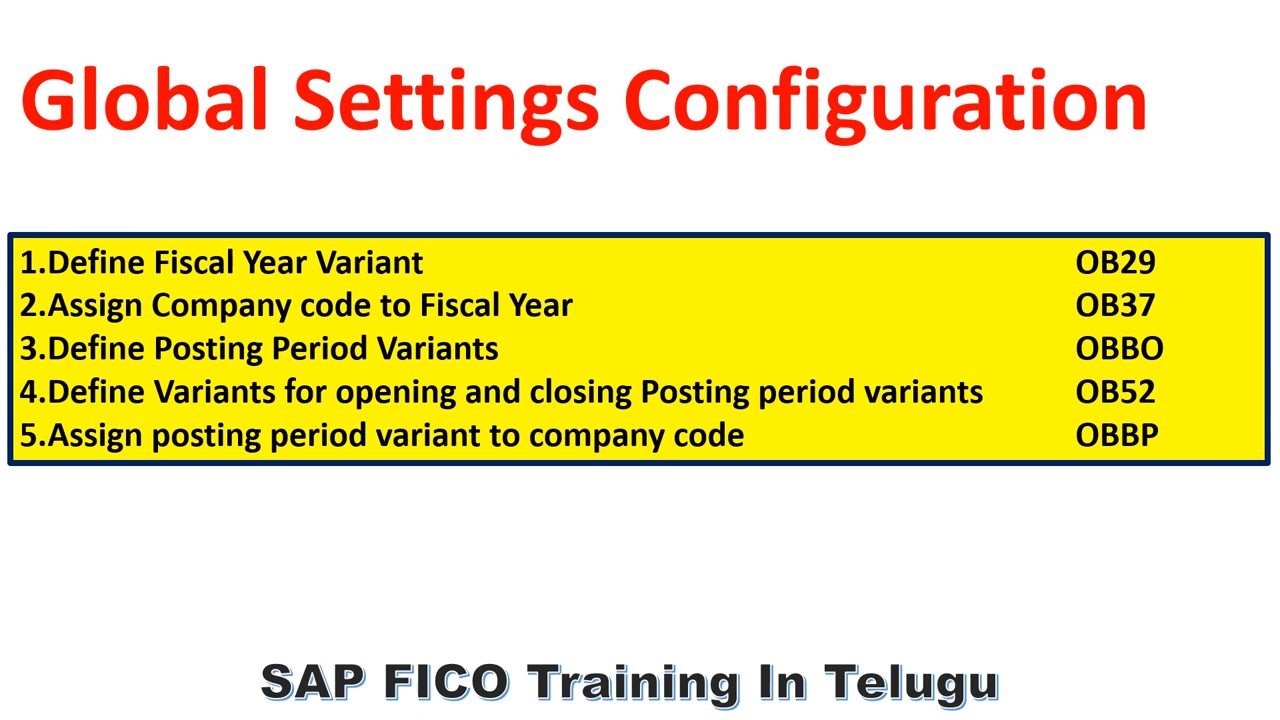 Global Settings Configuration
1.Define Fiscal Year Variant OB29
2.Assign Company code to Fiscal Year OB37
3.Define Posting Period Variants OBBO
4.Define Variants for opening and closing Posting period variants OB52
5.Assign posting period variant to company code OBBP
SAP FICO Training In Telugu